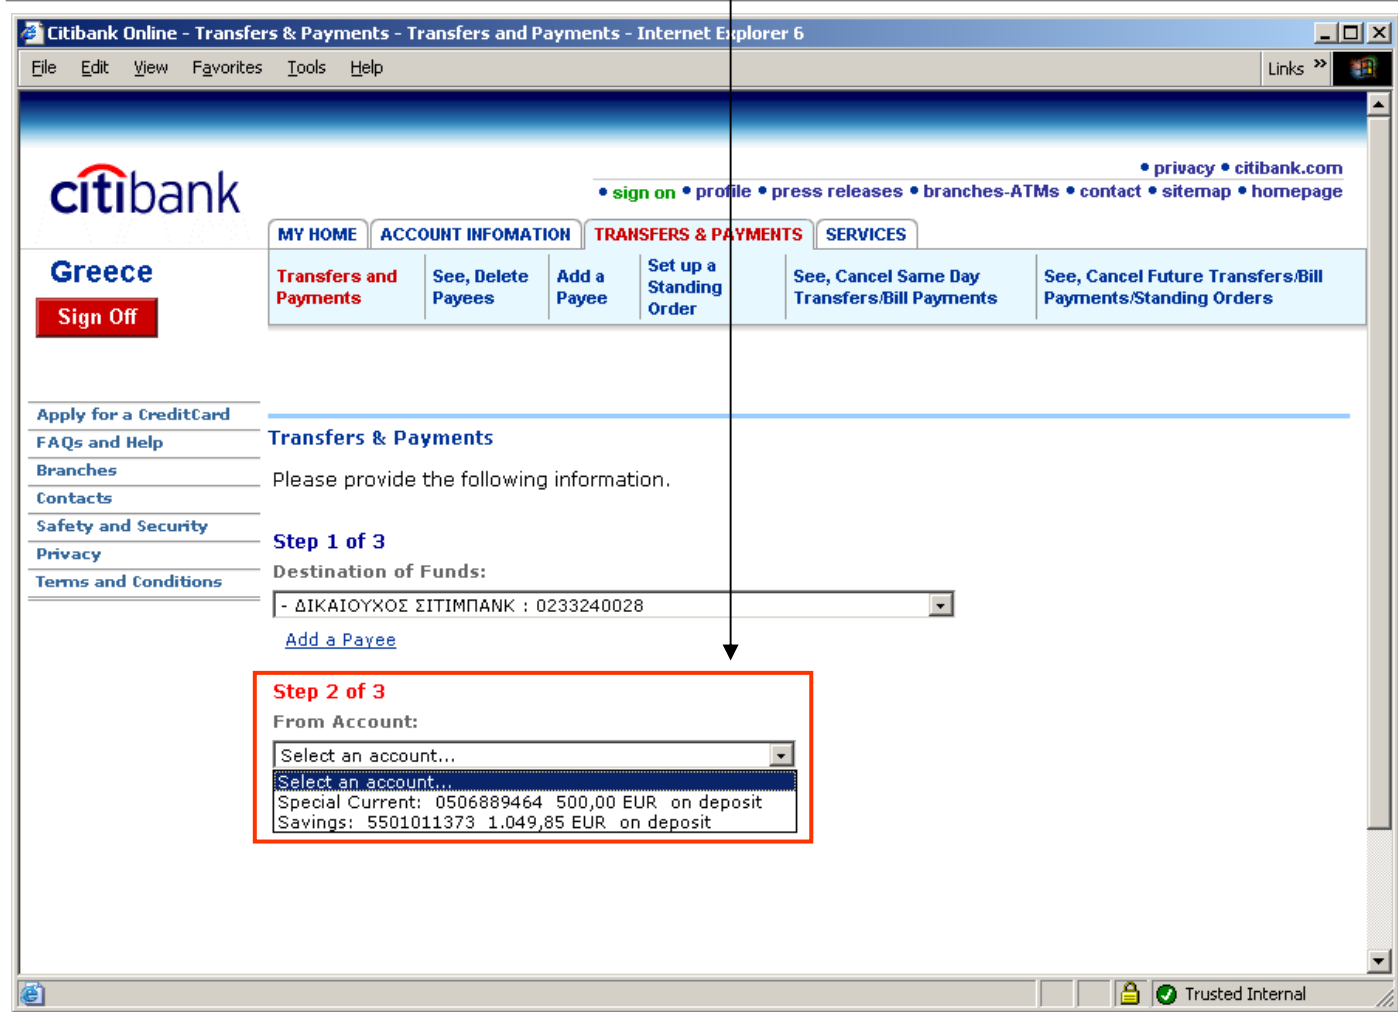 Citibank Online - Transfers & Payments - Transfers and Payments - Internet Explorer 6
File Edit View Favorites Tools Help Links »
citibank
• privacy • citibank.com
• sign on • profile • press releases • branches-ATMs • contact • sitemap • homepage
MY HOME ACCOUNT INFOMATION TRANSFERS & PAYMENTS SERVICES
Greece
Sign Off
Transfers and
Payments
See, Delete
Payees
Add a
Payee
Set up a
Standing
Order
See, Cancel Same Day
Transfers/Bill Payments
See, Cancel Future Transfers/Bill
Payments/Standing Orders
Apply for a CreditCard
FAQs and Help
Branches
Contacts
Safety and Security
Privacy
Terms and Conditions
Transfers & Payments
Please provide the following information.
Step 1 of 3
Destination of Funds:
- ΔΙΚΑΙΟΥΧΟΣ ΣΙΤΙΜΠΑΝΚ : 0233240028
Add a Payee
Step 2 of 3
From Account:
Select an account...
Select an account...
Special Current: 0506889464 500,00 EUR on deposit
Savings: 5501011373 1.049,85 EUR on deposit
Trusted Internal